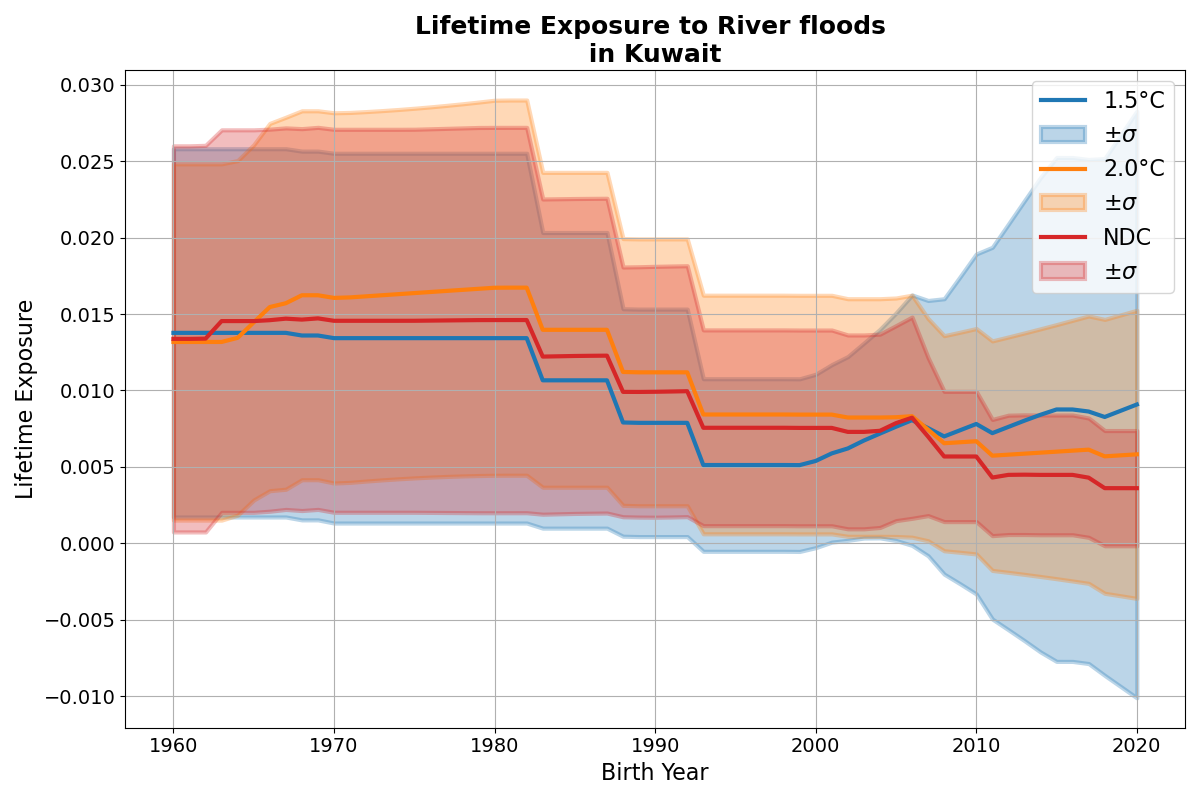 Lifetime Exposure to River floods
in Kuwait
0.030
0.025
0.020
0.015
0.010
0.005
0.000
−0.005
−0.010
Lifetime Exposure
1960
1970
1980
1990
2000
2010
2020
Birth Year
1.5°C
±σ
2.0°C
±σ
NDC
±σ